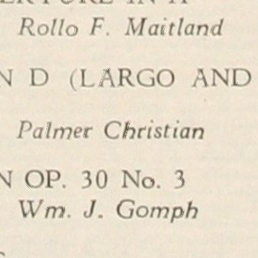 Rollo F. Maitland
N D (LARGO AND
Palmer Christian
N OP. 30 No. 3
Wm. J. Gomph